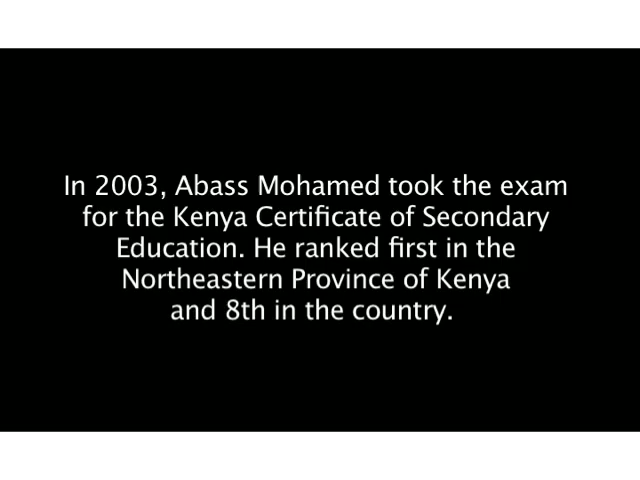 In 2003, Abass Mohamed took the exam
for the Kenya Certificate of Secondary
Education. He ranked first in the
Northeastern Province of Kenya
and 8th in the country.